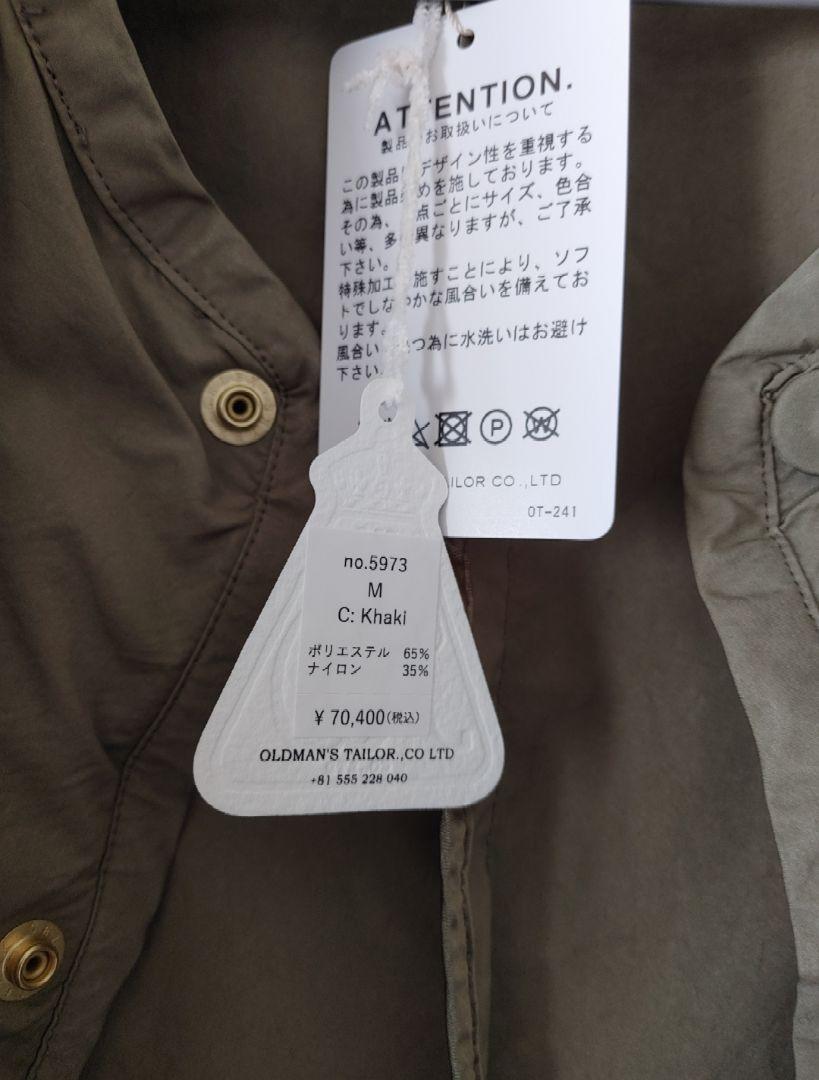 ATTENTION.
製品 お取扱いについて
この製品 デザイン性を重視する
為に製品 めを施しております。
その為、 点ごとにサイズ、色合
い等、多 異なりますが、ご了承
下さい。
特殊加工 施すことにより、ソフ
トでしな かな風合いを備えてお
ります。
風合い つ為に水洗いはお避け
下さい
P
W
ILOR CO.,LTD
OT-241
no.5973
M
C: Khaki
ポリエステル 65%
ナイロン 35%
¥ 70,400(税込)
OLDMAN'S TAILOR.,CO LTD
+81 555 228 040